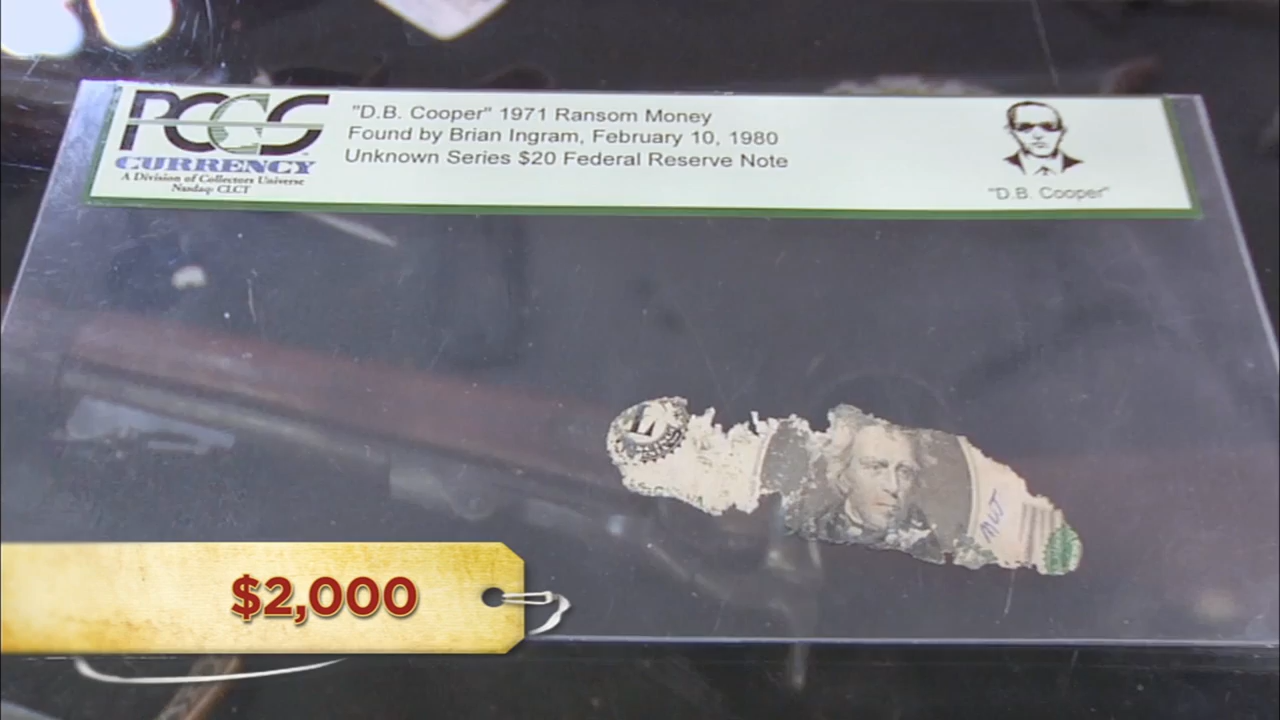 PCGS
CURRENCY
A Division of Collectors Universe
Nasdaq: CLCT
"D.B. Cooper" 1971 Ransom Money
Found by Brian Ingram, February 10, 1980
Unknown Series $20 Federal Reserve Note
"D.B. Cooper"
MUT
$2,000